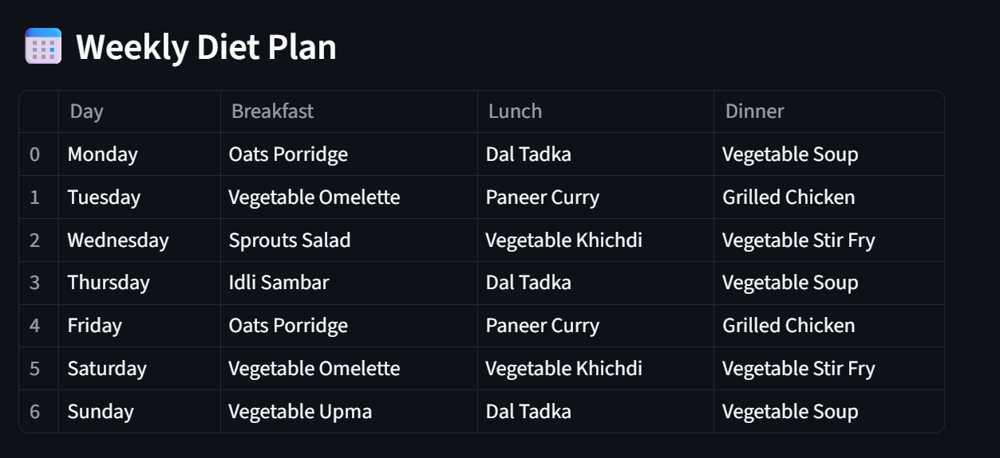 Weekly Diet Plan
Day Breakfast Lunch Dinner
0 Monday Oats Porridge Dal Tadka Vegetable Soup
1 Tuesday Vegetable Omelette Paneer Curry Grilled Chicken
2 Wednesday Sprouts Salad Vegetable Khichdi Vegetable Stir Fry
3 Thursday Idli Sambar Dal Tadka Vegetable Soup
4 Friday Oats Porridge Paneer Curry Grilled Chicken
5 Saturday Vegetable Omelette Vegetable Khichdi Vegetable Stir Fry
6 Sunday Vegetable Upma Dal Tadka Vegetable Soup